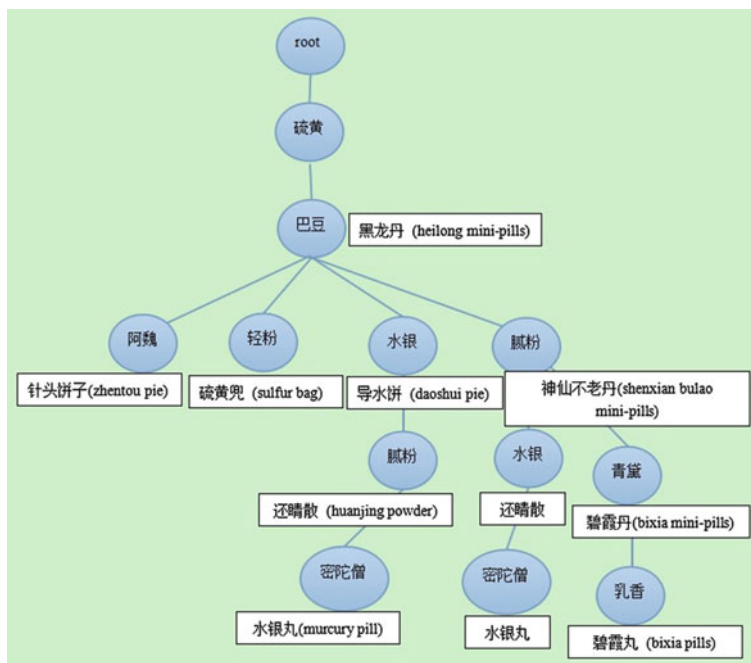 root
硫黄
巴豆
黑龙丹 (heilong mini-pills)
阿魏
轻粉
水银
腻粉
针头饼子(zhentou pie)
硫黄兜 (sulfur bag)
导水饼 (daoshui pie)
神仙不老丹(shenxian bulao
mini-pills)
腻粉
水银
青黛
还睛散 (huanjing powder)
还睛散
碧霞丹(bixia mini-pills)
密陀僧
密陀僧
乳香
水银丸(murcury pill)
水银丸
碧霞丸 (bixia pills)